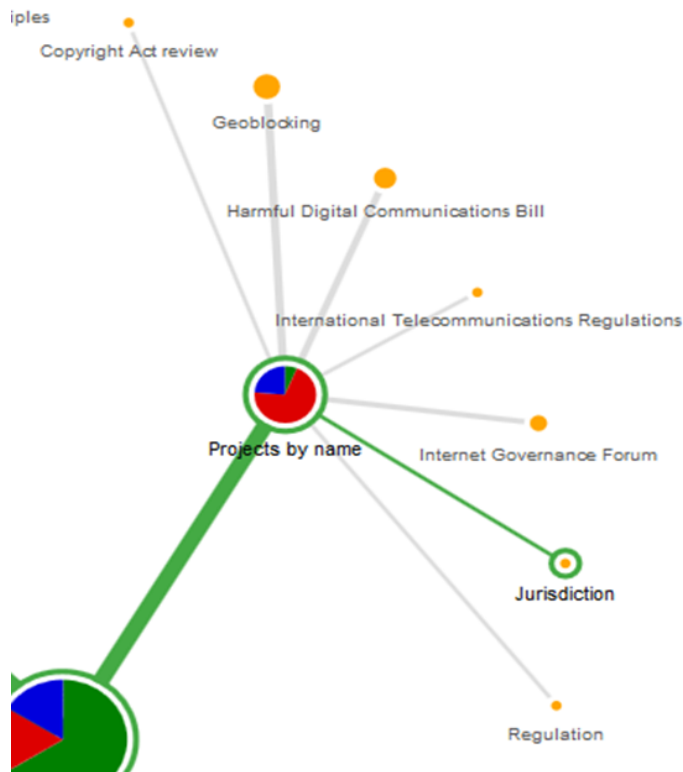 Copyright Act review
Geoblocking
Harmful Digital Communications Bill
International Telecommunications Regulations
Projects by name
Internet Governance Forum
Jurisdiction
Regulation